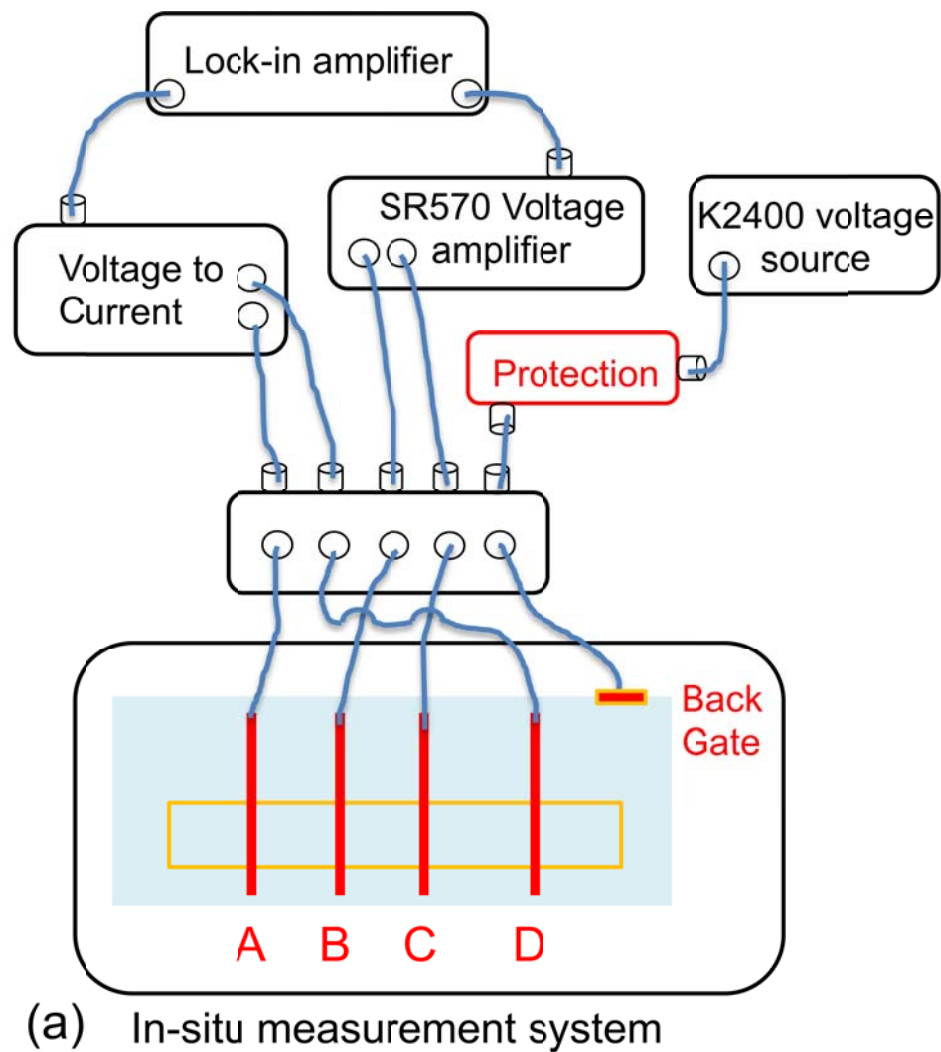 Lock-in amplifier
SR570 Voltage
amplifier
K2400 voltage
source
Voltage to
Current
Protection
Back
Gate
A B C D
(a) In-situ measurement system